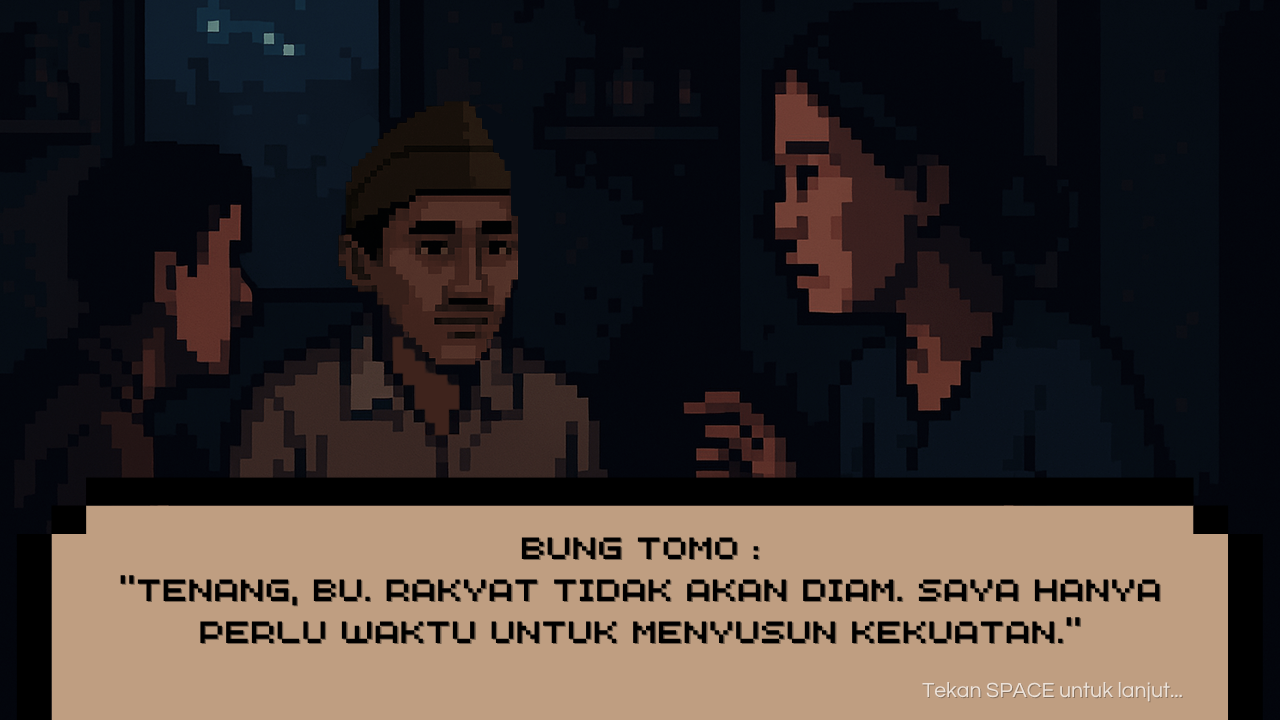 BUNG TOMO :
"TENANG, BU. RAKYAT TIDAK AKAN DIAM. SAYA HANYA
PERLU WAKTU UNTUK MENYUSUN KEKUATAN."
Tekan SPACE untuk lanjut...